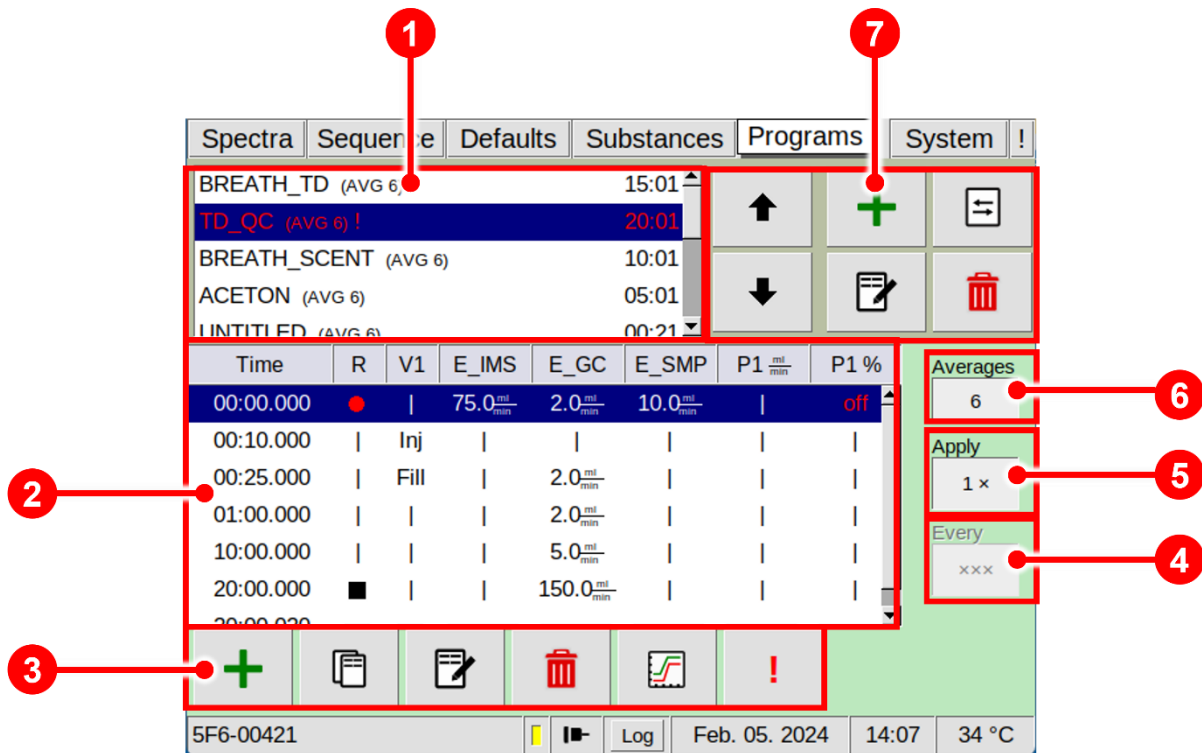 1
7
Spectra Sequence Defaults Substances Programs System !
BREATH_TD (AVG 6) 15:01
TD_QC (AVG 6) ! 20:01
BREATH_SCENT (AVG 6) 10:01
ACETON (AVG 6) 05:01
UNTITLED (AVG 6) 00:21
Time R V1 E_IMS E_GC E_SMP P1 ml/min P1 %
00:00.000 | 75.0 ml/min 2.0 ml/min 10.0 ml/min | off
00:10.000 | Inj | | | | |
00:25.000 | Fill | 2.0 ml/min | | |
01:00.000 | | | 2.0 ml/min | | |
10:00.000 | | | 5.0 ml/min | | |
20:00.000 | | 150.0 ml/min | | |
20:00.020
Averages
6
6
Apply
1 ×
5
Every
×××
4
2
3
!
5F6-00421 Log Feb. 05. 2024 14:07 34 °C